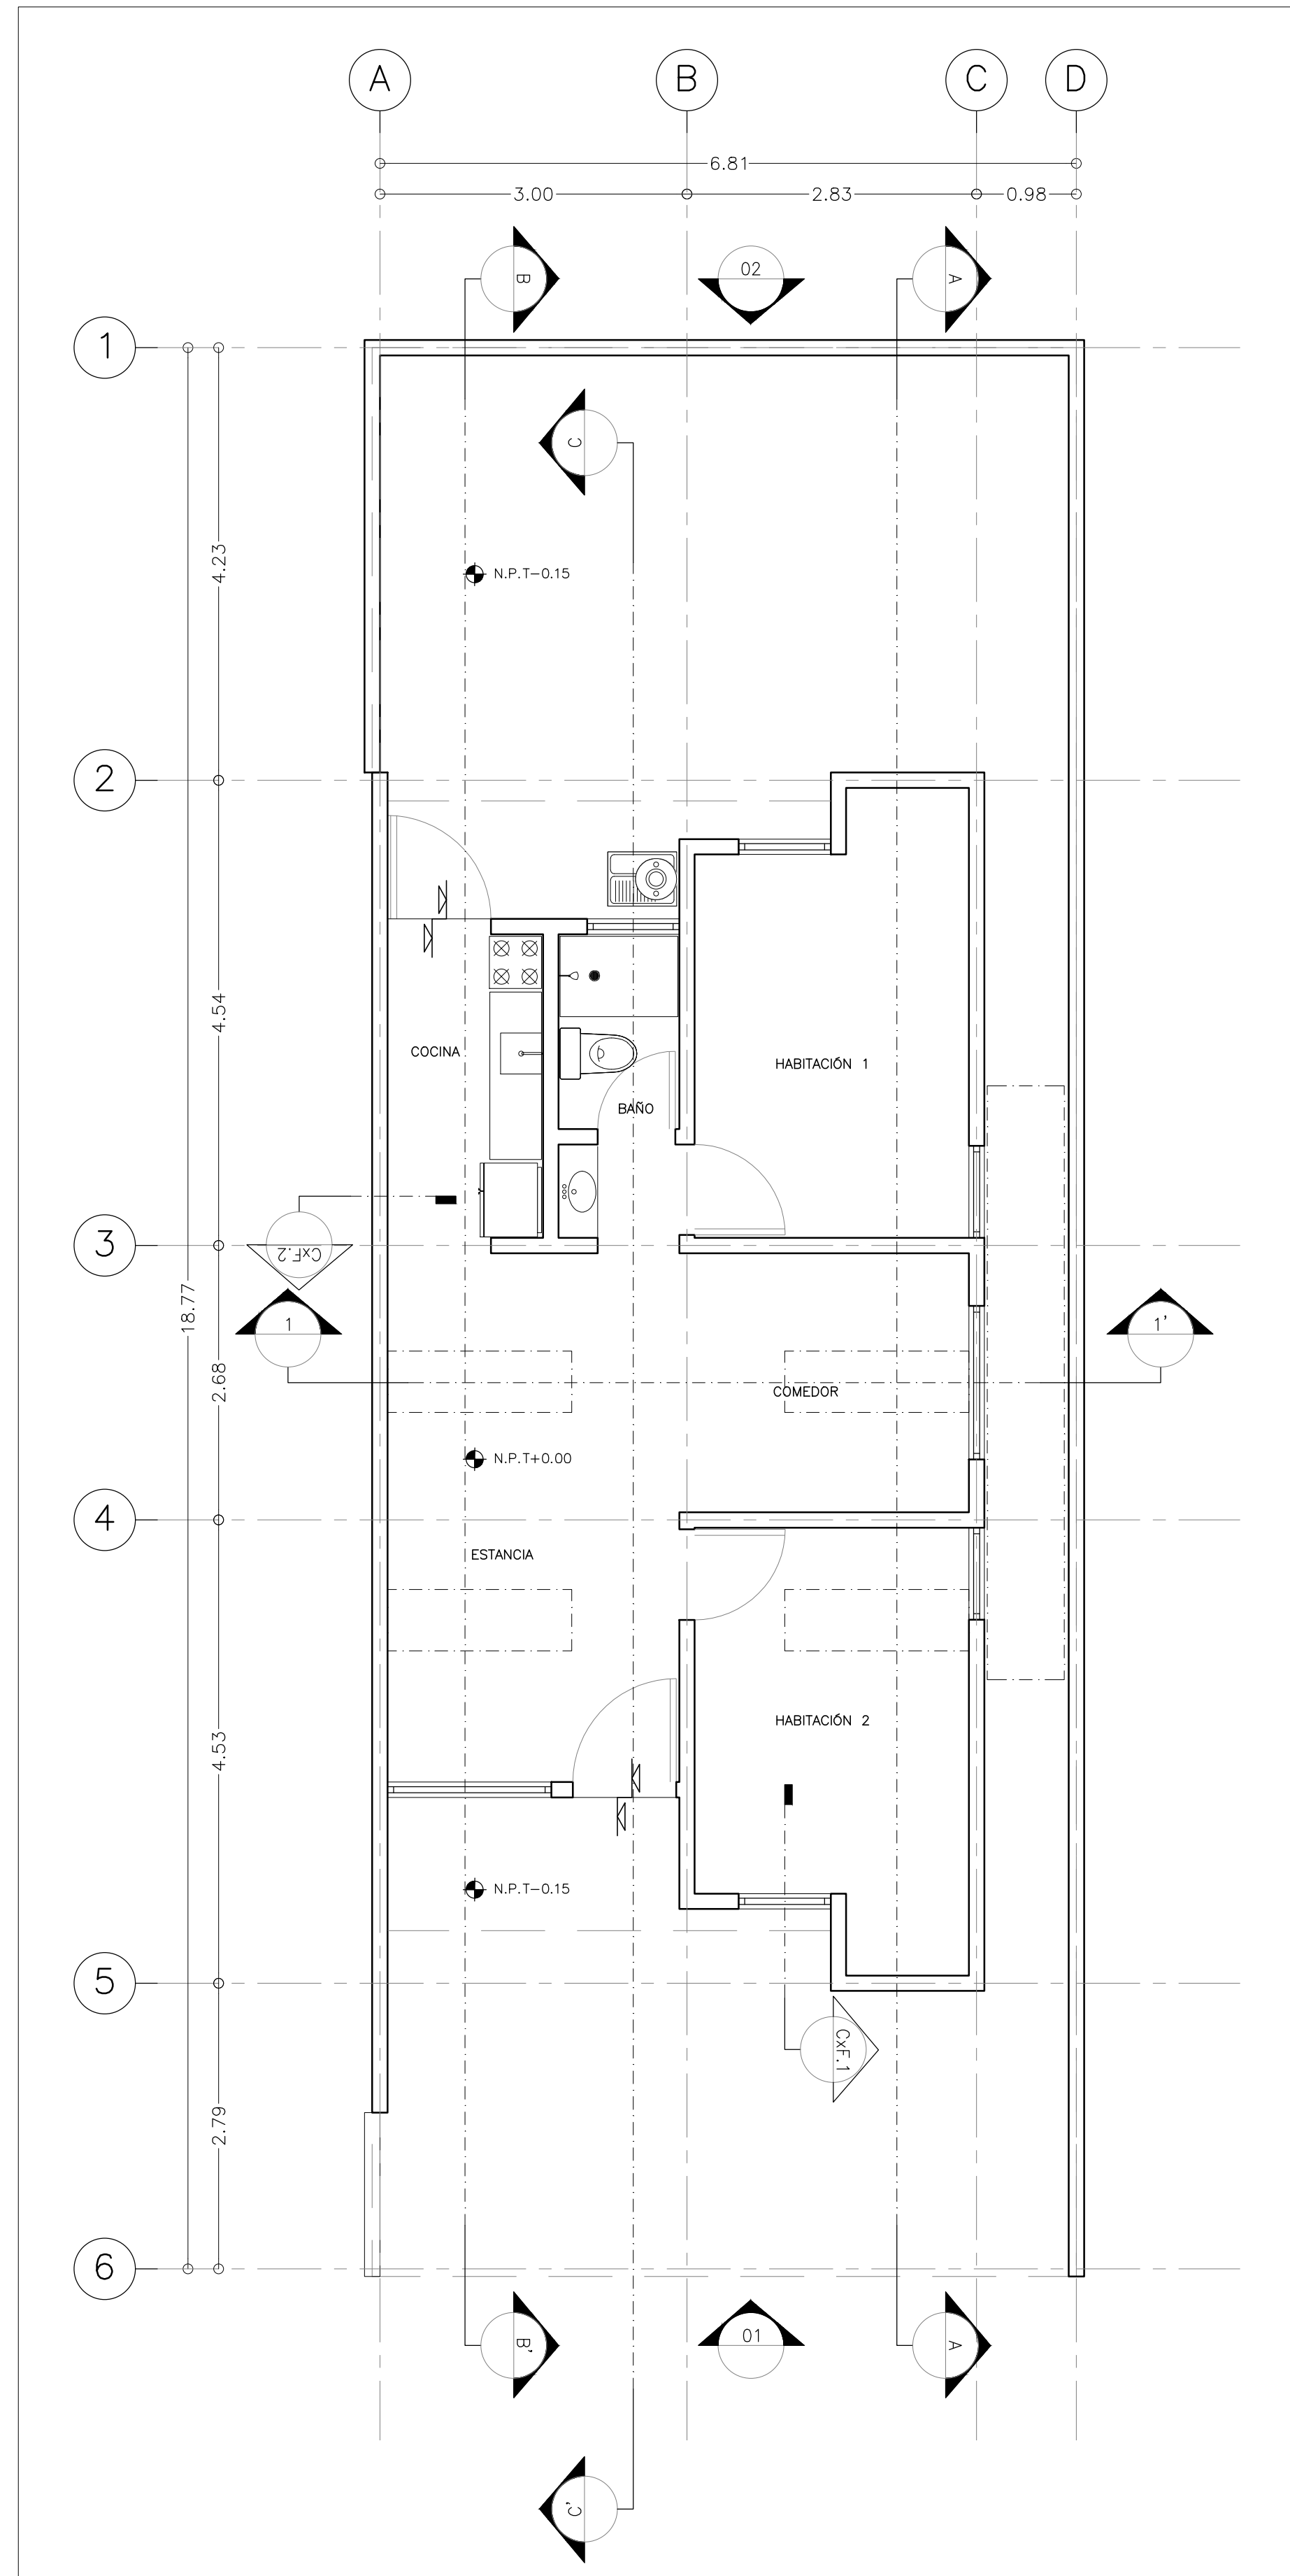 A
B
C
D
6.81
3.00
2.83
0.98
B
02
A
1
C
4.23
N.P.T-0.15
2
4.54
COCINA
HABITACIÓN 1
BAÑO
3
CxF.2
18.77
1
1'
2.68
COMEDOR
N.P.T+0.00
4
ESTANCIA
HABITACIÓN 2
4.53
N.P.T-0.15
5
CxF.1
2.79
6
B'
01
A
C'